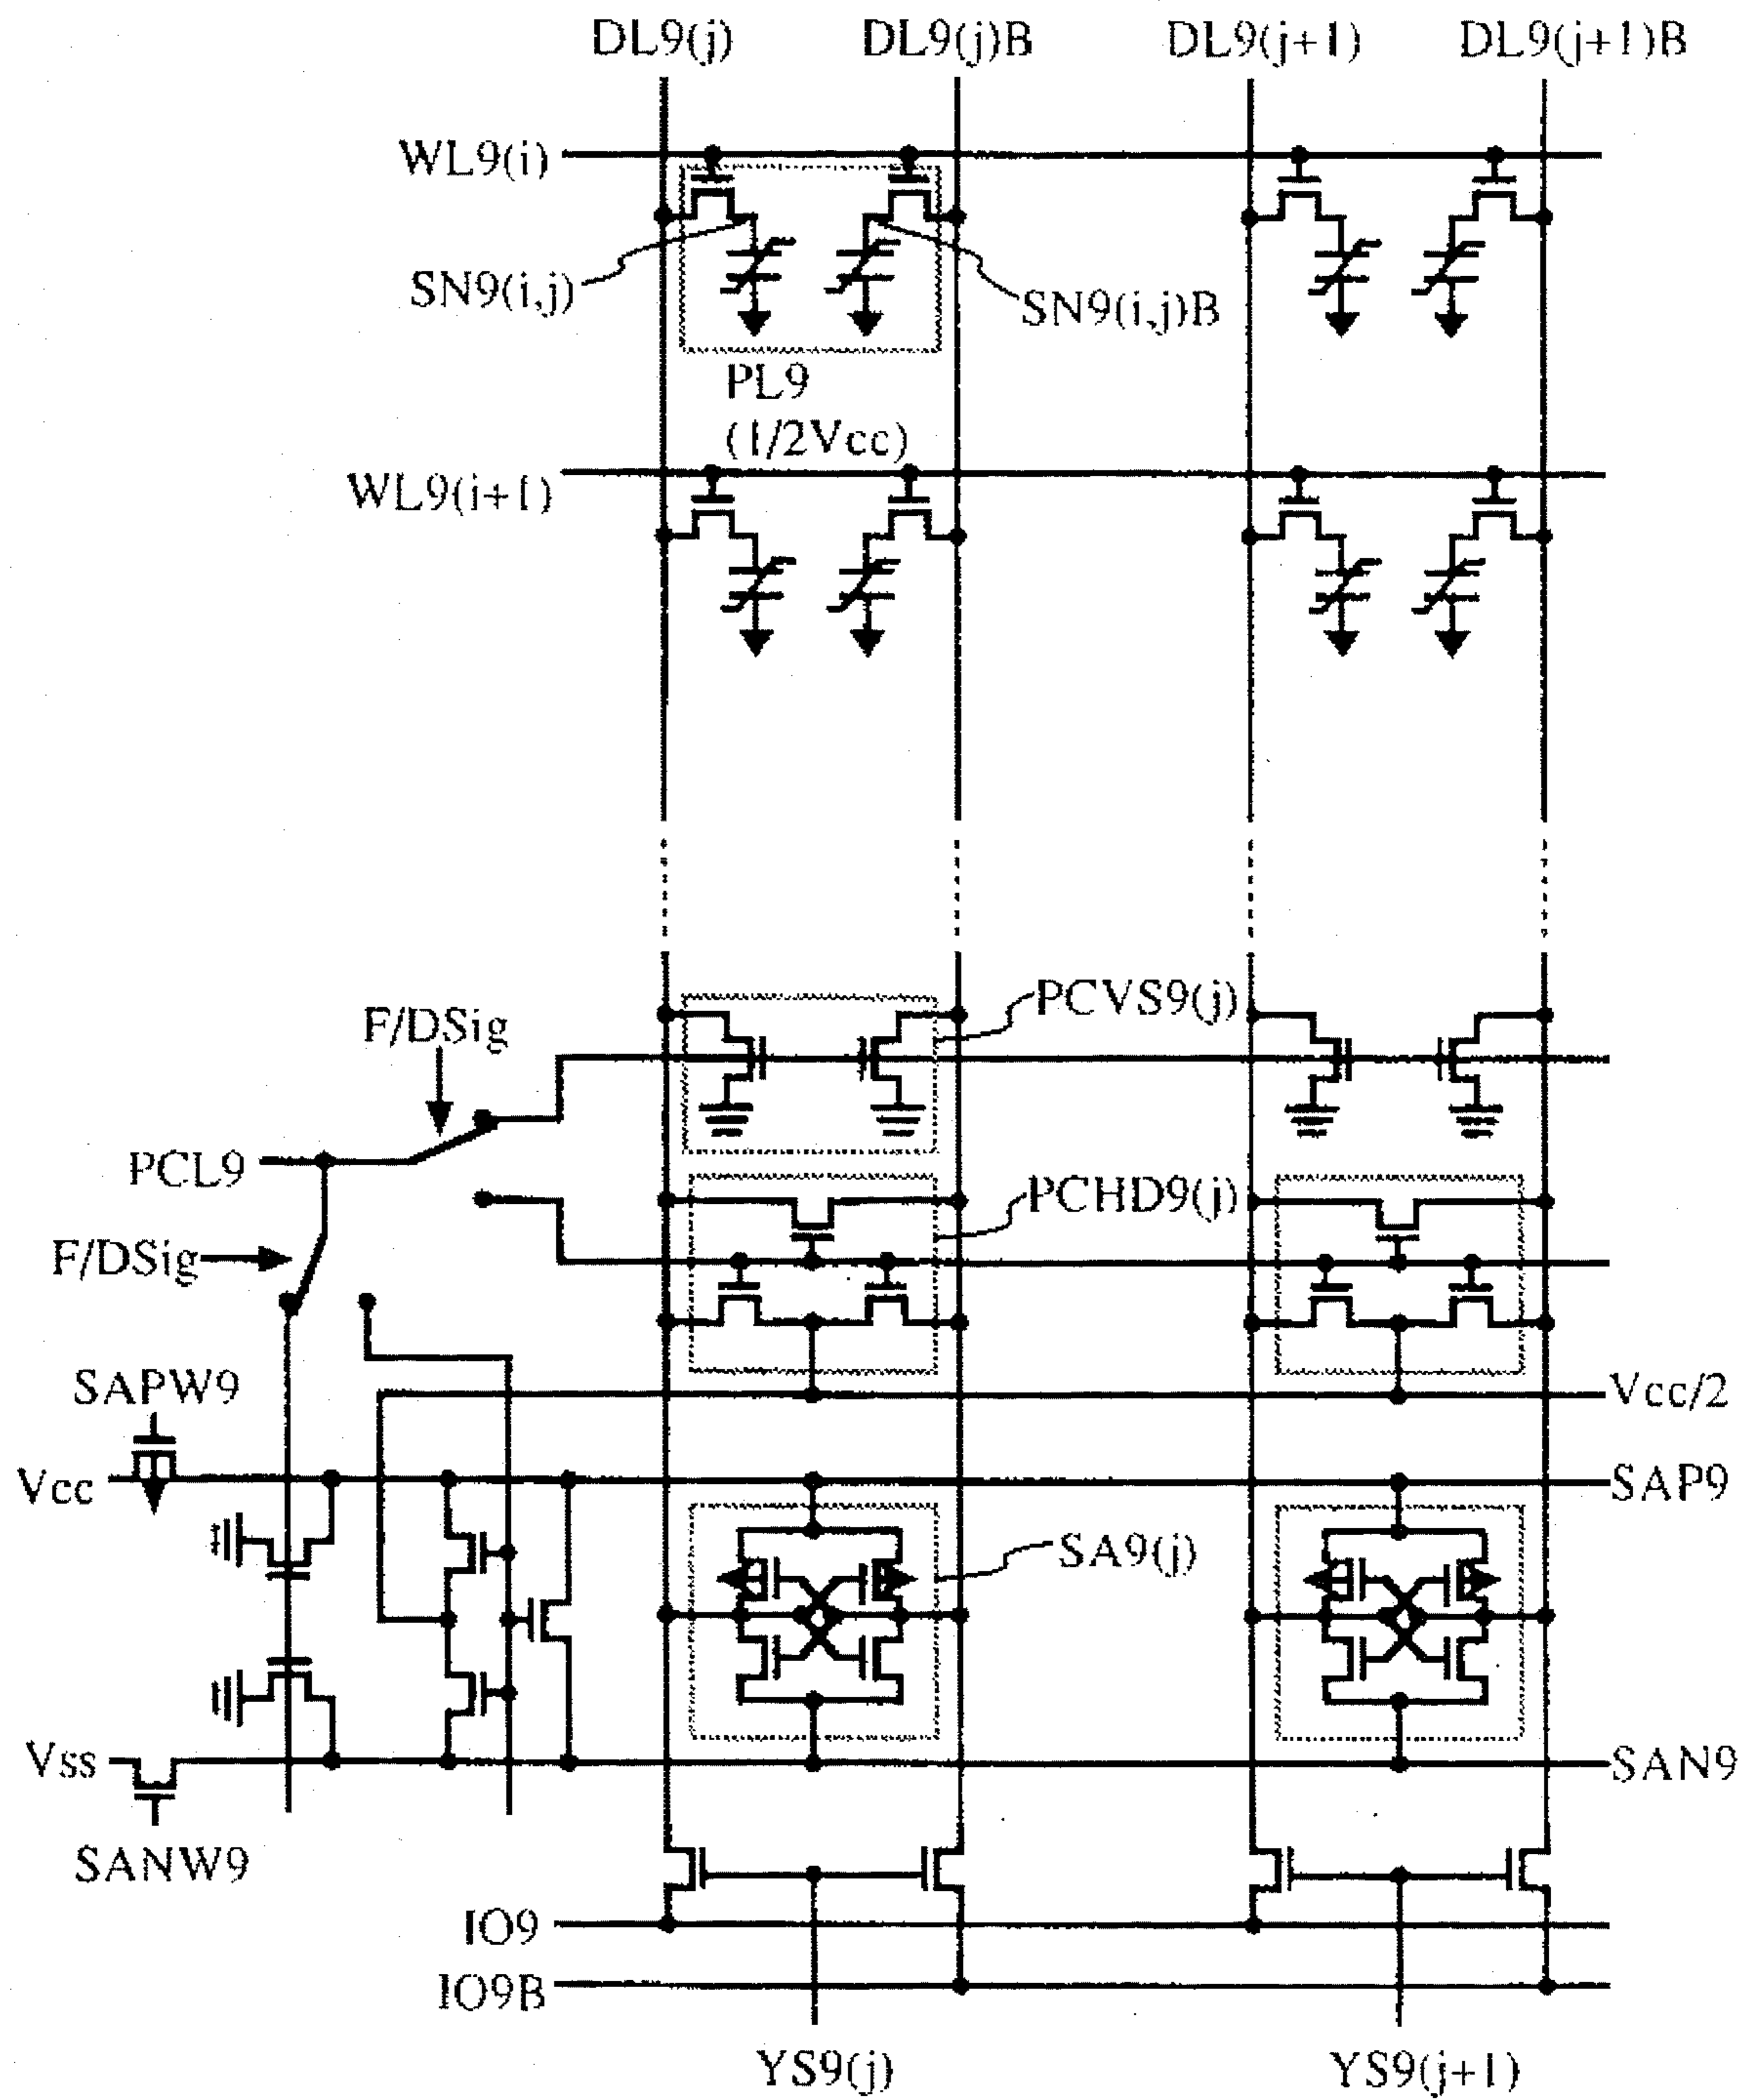 DL9(j)
DL9(j)B
DL9(j+1)
DL9(j+1)B
WL9(i)
SN9(i,j)
SN9(i,j)B
PL9
(1/2Vcc)
WL9(i+1)
PCVS9(j)
F/DSig
PCL9
PCHD9(j)
F/DSig
SAPW9
Vcc/2
Vcc
SAP9
SA9(j)
Vss
SAN9
SANW9
IO9
IO9B
YS9(j)
YS9(j+1)